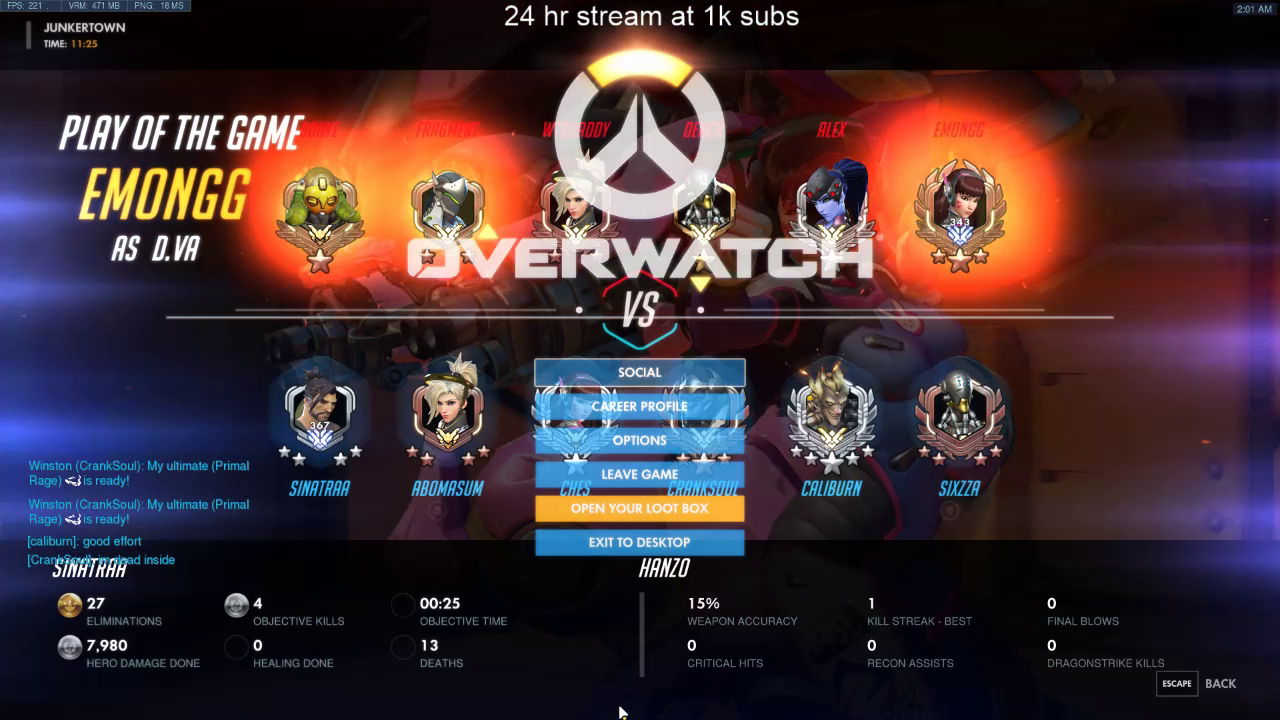 FPS: 221
VRM: 471 MB
PNG: 18 MS
24 hr stream at 1k subs
2:01 AM
JUNKERTOWN
TIME: 11:25
PLAY OF THE GAME
EMONGG
AS D.VA
FRAGMENT
ALEX
EMONGG
343
OVERWATCH
VS
SOCIAL
CAREER PROFILE
OPTIONS
LEAVE GAME
OPEN YOUR LOOT BOX
EXIT TO DESKTOP
367
SINATRAA
ABOMASUM
CHES
CRANKSOUL
CALIBURN
SIXZZA
Winston (CrankSoul): My ultimate (Primal
Rage) is ready!
Winston (CrankSoul): My ultimate (Primal
Rage) is ready!
[caliburn]: good effort
[CrankSoul]: im dead inside
SINATRAA
HANZO
27
ELIMINATIONS
4
OBJECTIVE KILLS
00:25
OBJECTIVE TIME
7,980
HERO DAMAGE DONE
0
HEALING DONE
13
DEATHS
15%
WEAPON ACCURACY
1
KILL STREAK - BEST
0
FINAL BLOWS
0
CRITICAL HITS
0
RECON ASSISTS
0
DRAGONSTRIKE KILLS
ESCAPE
BACK